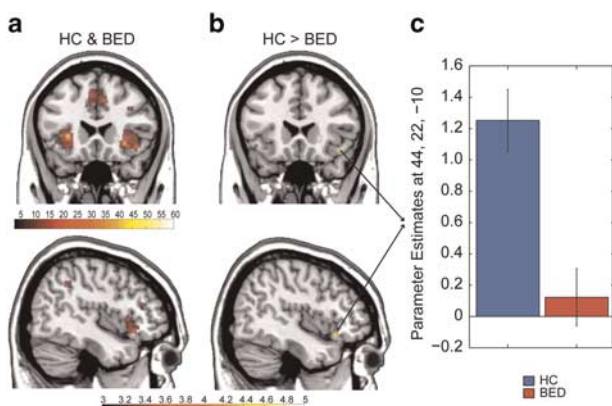 a
HC & BED
b
HC > BED
c
5 10 15 20 25 30 35 40 45 50 55 60
3 3.2 3.4 3.6 3.8 4 4.2 4.4 4.6 4.8 5
Parameter Estimates at 44, 22, −10
1.6
1.4
1.2
1.0
0.8
0.6
0.4
0.2
0
−0.2
HC
BED